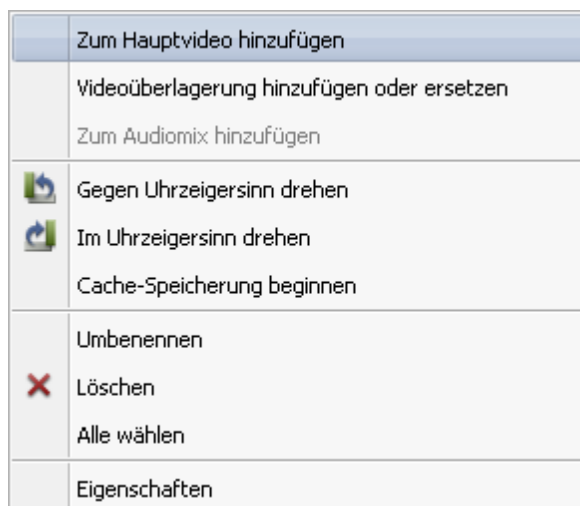 Zum Hauptvideo hinzufügen
Videoüberlagerung hinzufügen oder ersetzen
Zum Audiomix hinzufügen
Gegen Uhrzeigersinn drehen
Im Uhrzeigersinn drehen
Cache-Speicherung beginnen
Umbenennen
Löschen
Alle wählen
Eigenschaften